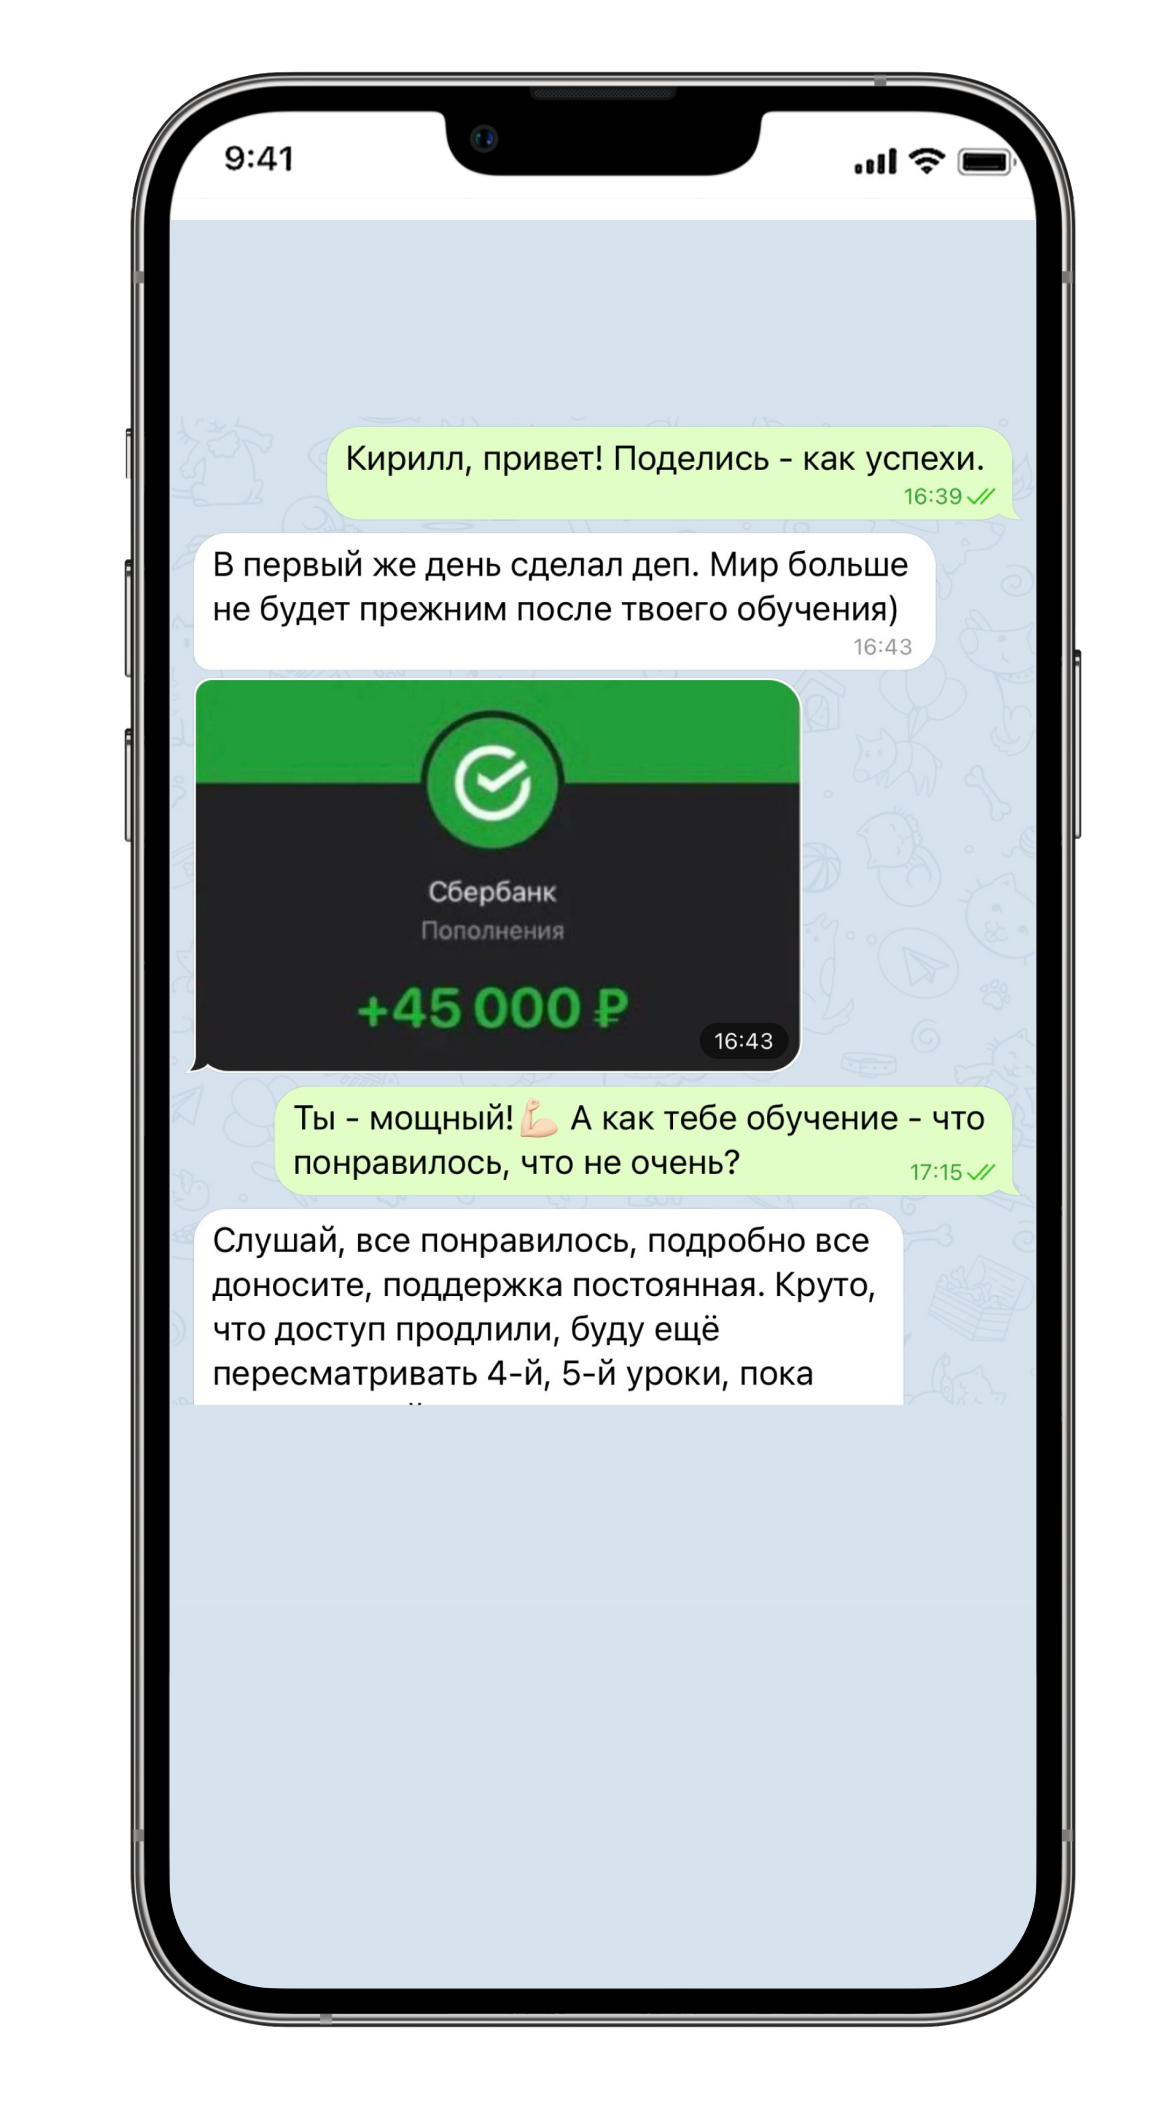 9:41
Кирилл, привет! Поделись - как успехи.
16:39
В первый же день сделал деп. Мир больше
не будет прежним после твоего обучения)
16:43
Сбербанк
Пополнения
+45 000 ₽
16:43
Ты - мощный!💪🏻 А как тебе обучение - что
понравилось, что не очень?
17:15
Слушай, все понравилось, подробно все
доносите, поддержка постоянная. Круто,
что доступ продлили, буду ещё
пересматривать 4-й, 5-й уроки, пока